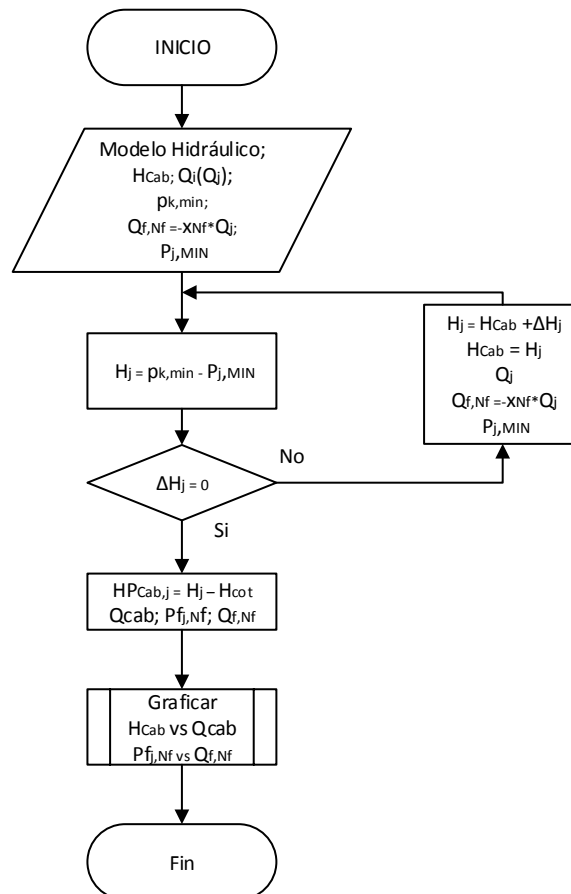 INICIO
Modelo Hidráulico;
HCab; Qi(Qj);
pk,min;
Qf,Nf =-xNf*Qj;
Pj,MIN
Hj = HCab +ΔHj
HCab = Hj
Qj
Qf,Nf =-xNf*Qj
Pj,MIN
Hj = pk,min - Pj,MIN
No
ΔHj = 0
Si
HPCab,j = Hj – Hcot
Qcab; Pfj,Nf; Qf,Nf
Graficar
HCab vs Qcab
Pfj,Nf vs Qf,Nf
Fin